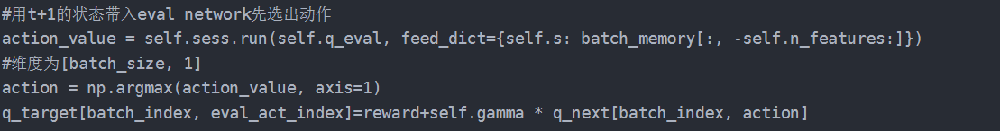 #用t+1的状态带入eval network先选出动作
action_value = self.sess.run(self.q_eval, feed_dict={self.s: batch_memory[:, -self.n_features:]})
#维度为[batch_size, 1]
action = np.argmax(action_value, axis=1)
q_target[batch_index, eval_act_index]=reward+self.gamma * q_next[batch_index, action]